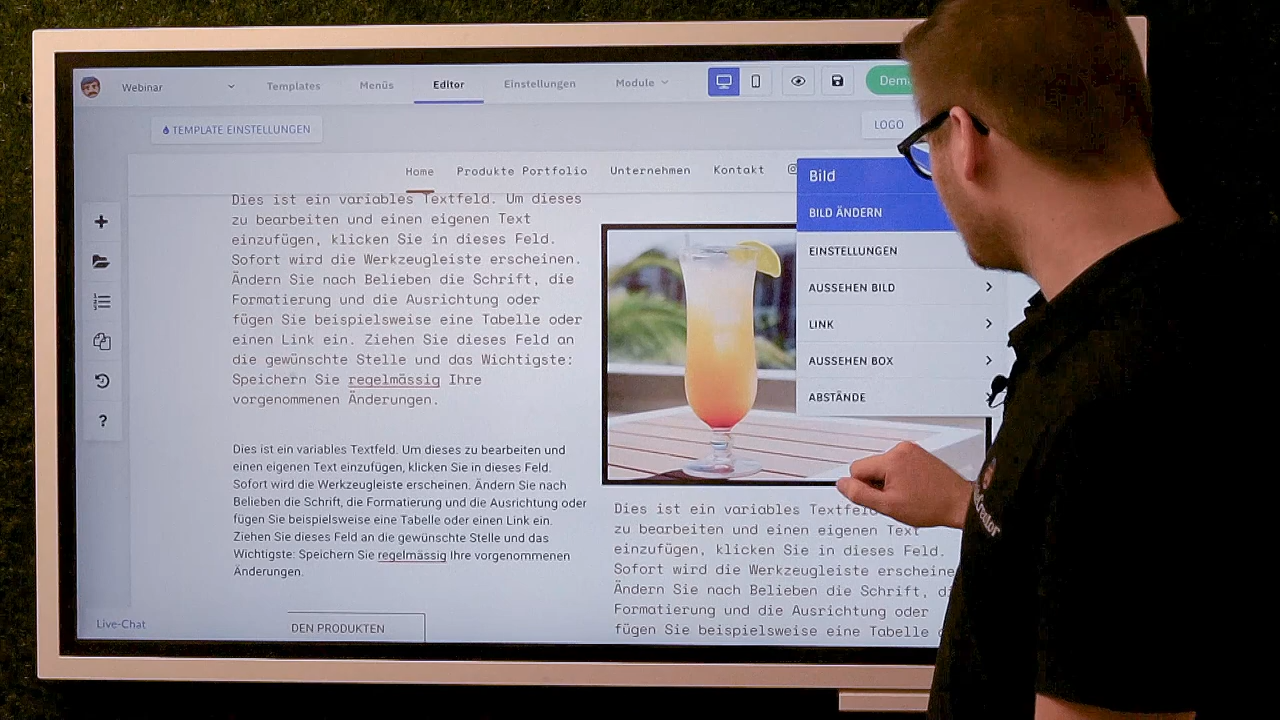 Webinar
Templates
Menüs
Editor
Einstellungen
Module
Dem
TEMPLATE EINSTELLUNGEN
LOGO
Home
Produkte Portfolio
Unternehmen
Kontakt
Dies ist ein variables Textfeld. Um dieses
zu bearbeiten und einen eigenen Text
einzufügen, klicken Sie in dieses Feld.
Sofort wird die Werkzeugleiste erscheinen.
Ändern Sie nach Belieben die Schrift, die
Formatierung und die Ausrichtung oder
fügen Sie beispielsweise eine Tabelle oder
einen Link ein. Ziehen Sie dieses Feld an
die gewünschte Stelle und das Wichtigste:
Speichern Sie regelmässig Ihre
vorgenommenen Änderungen.
Dies ist ein variables Textfeld. Um dieses zu bearbeiten und
einen eigenen Text einzufügen, klicken Sie in dieses Feld.
Sofort wird die Werkzeugleiste erscheinen. Ändern Sie nach
Belieben die Schrift, die Formatierung und die Ausrichtung oder
fügen Sie beispielsweise eine Tabelle oder einen Link ein.
Ziehen Sie dieses Feld an die gewünschte Stelle und das
Wichtigste: Speichern Sie regelmässig Ihre vorgenommenen
Änderungen.
DEN PRODUKTEN
Live-Chat
?
Bild
BILD ÄNDERN
EINSTELLUNGEN
AUSSEHEN BILD
LINK
AUSSEHEN BOX
ABSTÄNDE
Dies ist ein variables Textfeld
zu bearbeiten und einen eigenen Text
einzufügen, klicken Sie in dieses Feld.
Sofort wird die Werkzeugleiste erscheine
Ändern Sie nach Belieben die Schrift, d
Formatierung und die Ausrichtung oder
fügen Sie beispielsweise eine Tabelle